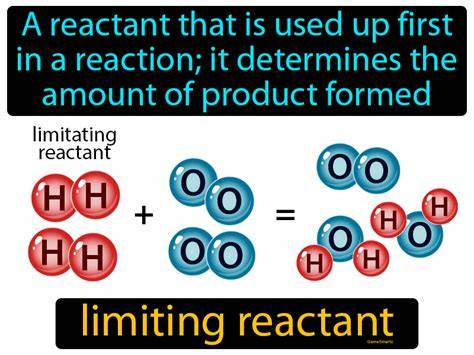 A reactant that is used up first
in a reaction; it determines the
amount of product formed
limitating
reactant
H H + O O = O O
H H O O H O H H O H
limiting reactant
GameSmartz